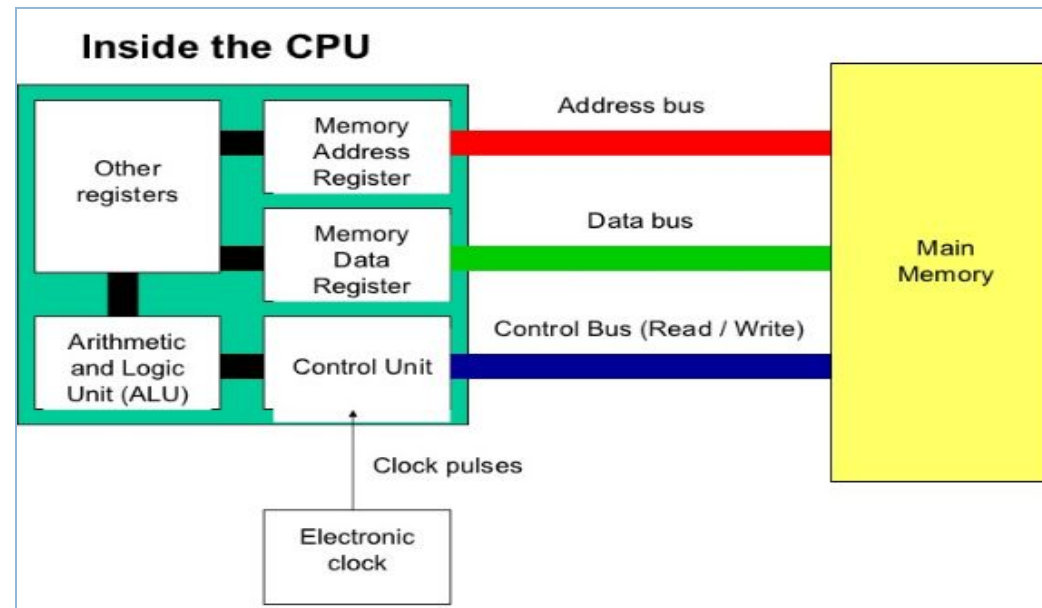 Inside the CPU
Other
registers
Memory
Address
Register
Address bus
Memory
Data
Register
Data bus
Main
Memory
Arithmetic
and Logic
Unit (ALU)
Control Unit
Control Bus (Read / Write)
Clock pulses
Electronic
clock